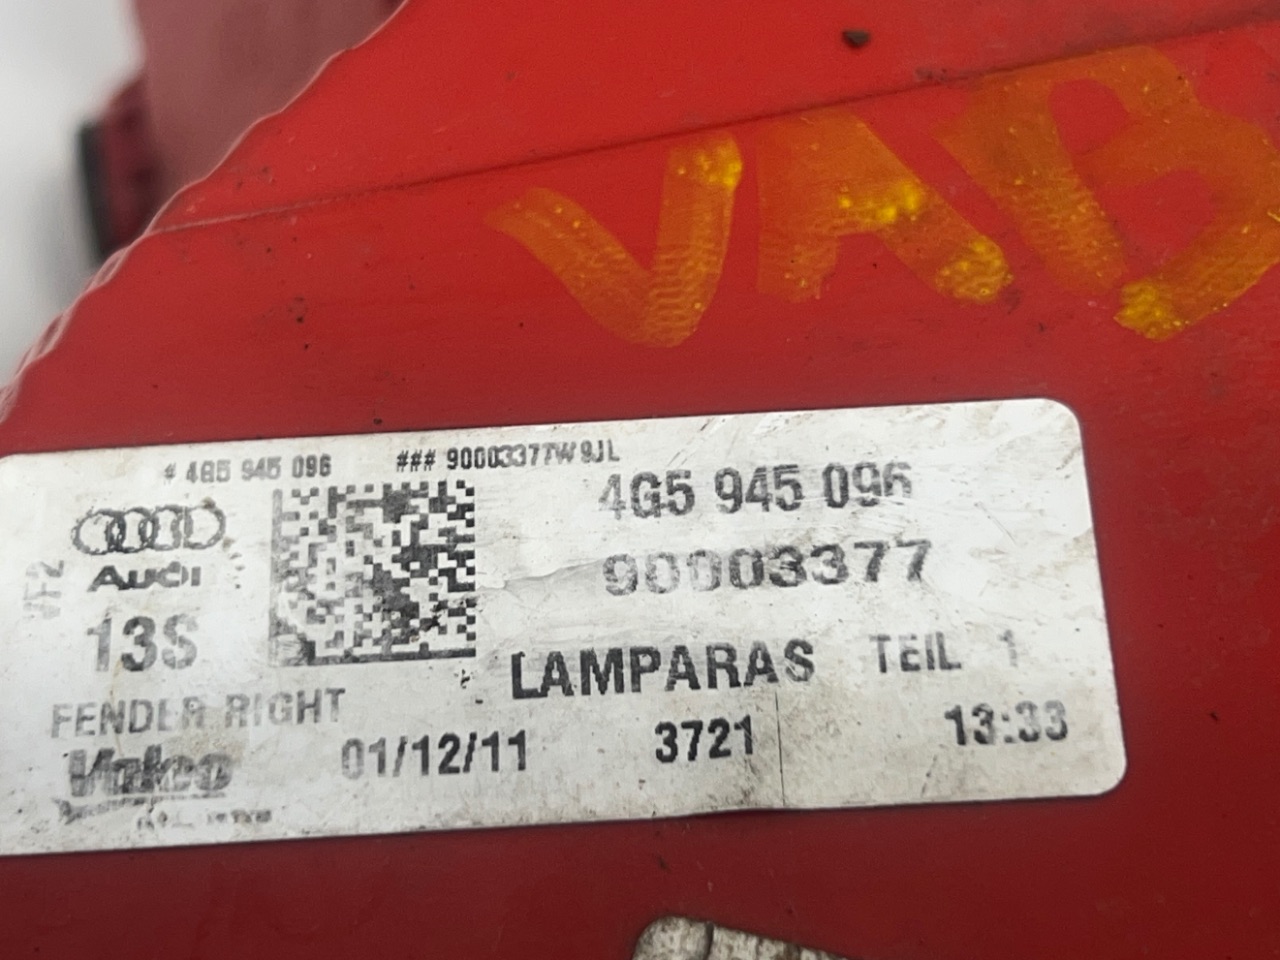 VAB
# 4G5 945 096 ### 90003377W9JL
4G5 945 096
Audi
90003377
VF2
13S
LAMPARAS TEIL 1
FENDER RIGHT
Valeo
01/12/11 3721 13:33